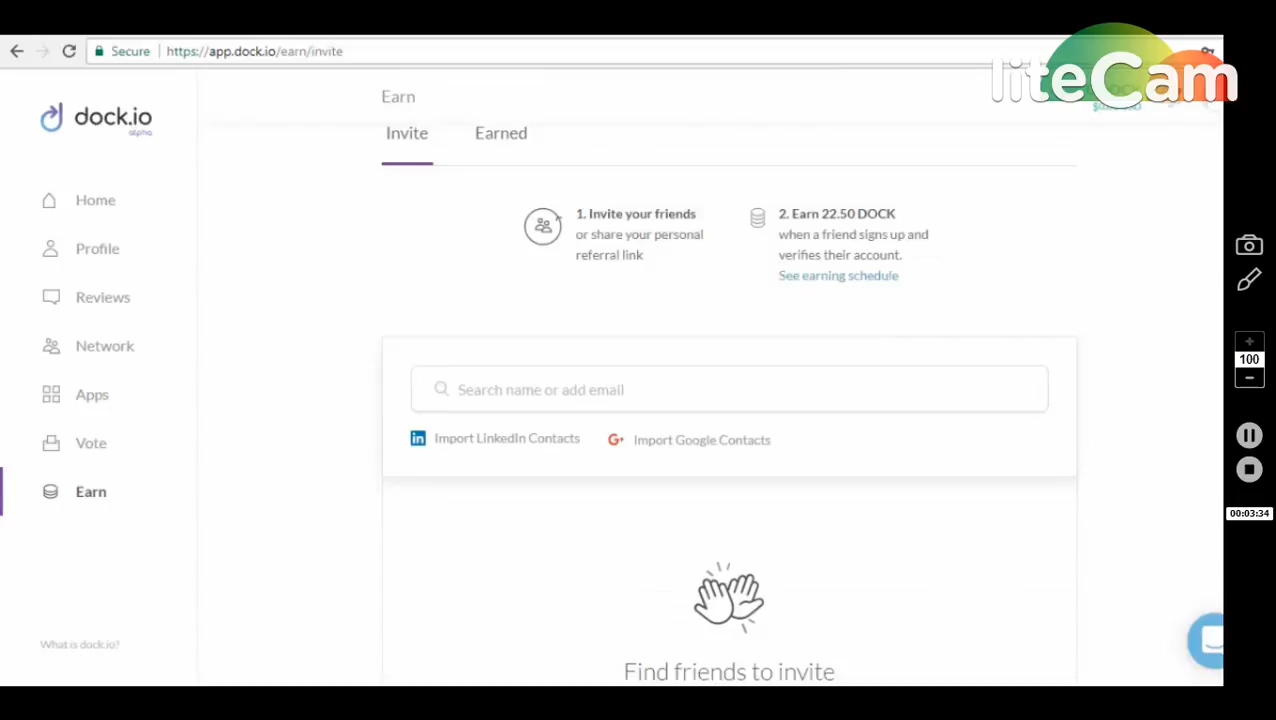 Secure https://app.dock.io/earn/invite
liteCam
dock.io
alpha
Home
Profile
Reviews
Network
Apps
Vote
Earn
What is dock.io?
Earn
Invite Earned
1. Invite your friends
or share your personal
referral link
2. Earn 22.50 DOCK
when a friend signs up and
verifies their account.
See earning schedule
Search name or add email
in Import LinkedIn Contacts G+ Import Google Contacts
Find friends to invite
100
00:03:34